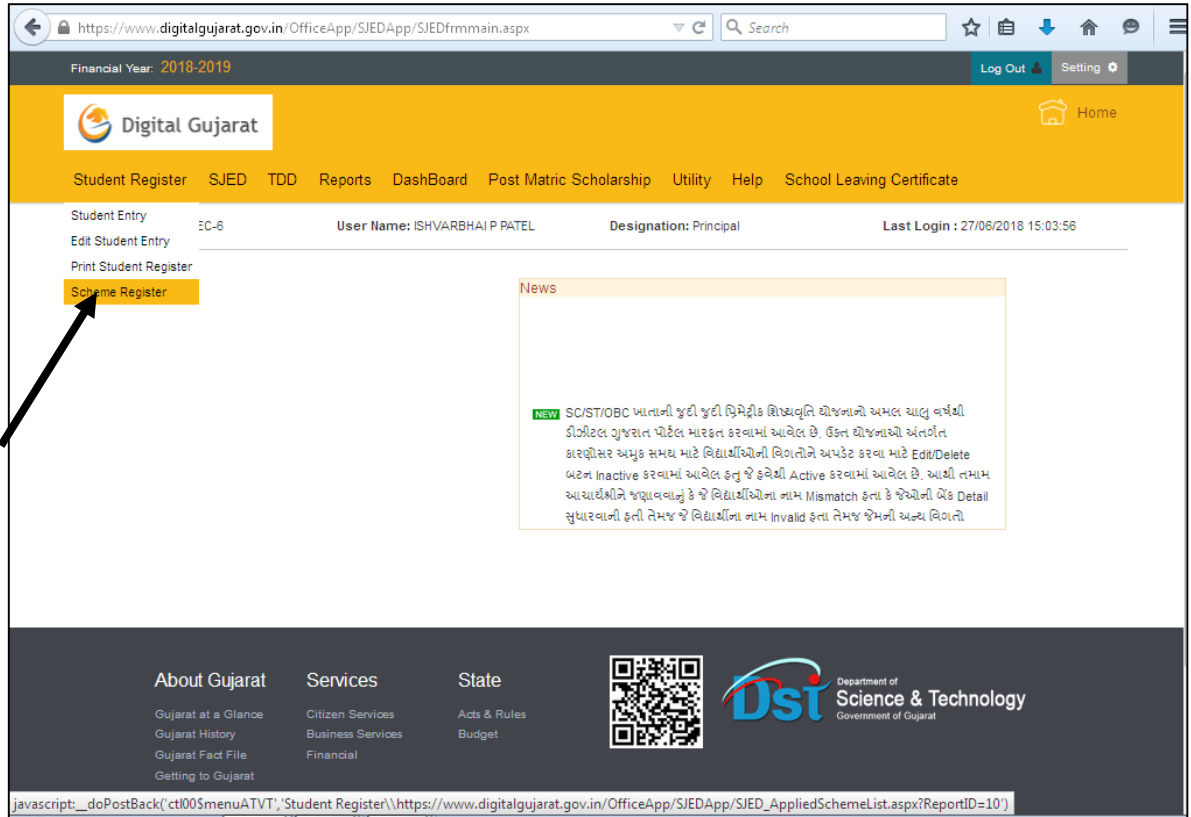 https://www.digitalgujarat.gov.in/OfficeApp/SJEDApp/SJEDfrmmain.aspx
Search
Financial Year: 2018-2019
Log Out
Setting
Digital Gujarat
Home
Student Register SJED TDD Reports DashBoard Post Matric Scholarship Utility Help School Leaving Certificate
Student Entry
EC-6 User Name: ISHVARBHAI P PATEL Designation: Principal Last Login : 27/06/2018 15:03:56
Edit Student Entry
Print Student Register
Scheme Register
News
NEW SC/ST/OBC ખાતાની જૂદી જૂદી પ્રિમેટ્રીક શિષ્યવૃતિ યોજનાનો અમલ ચાલુ વર્ષથી
ડીઝીટલ ગુજરાત પોર્ટલ મારફત કરવામાં આવેલ છે. ઉક્ત યોજનાઓ અંતર્ગત
કારણોસર અમુક સમય માટે વિદ્યાર્થીઓની વિગતોને અપડેટ કરવા માટે Edit/Delete
બટન Inactive કરવામાં આવેલ હતુ જે હવેથી Active કરવામાં આવેલ છે. આથી તમામ
આચાર્યશ્રીને જણાવવાનું કે જે વિદ્યાર્થીઓના નામ Mismatch હતા કે જેઓની બેંક Detail
સુધારવાની હતી તેમજ જે વિદ્યાર્થીના નામ Invalid હતા તેમજ જેમની અન્ય વિગતો
About Gujarat
Gujarat at a Glance
Gujarat History
Gujarat Fact File
Getting to Gujarat
Services
Citizen Services
Business Services
Financial
State
Acts & Rules
Budget
Dst
Department of
Science & Technology
Government of Gujarat
javascript:__doPostBack('ctl00$menuATVT','Student Register\\https://www.digitalgujarat.gov.in/OfficeApp/SJEDApp/SJED_AppliedSchemeList.aspx?ReportID=10')